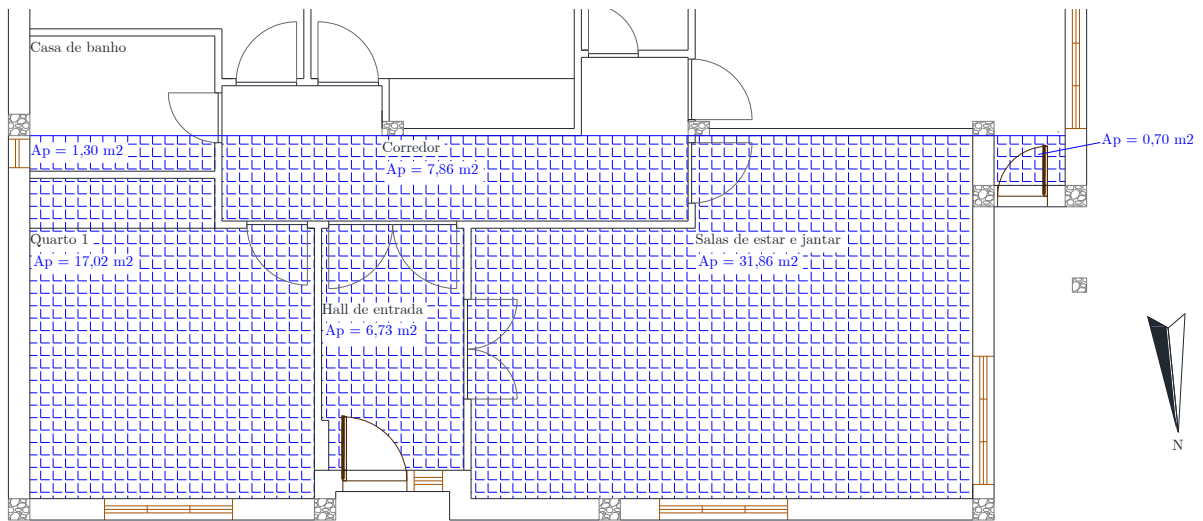 Casa de banho
Ap = 1,30 m2
Corredor
Ap = 7,86 m2
Ap = 0,70 m2
Quarto 1
Ap = 17,02 m2
Salas de estar e jantar
Ap = 31,86 m2
Hall de entrada
Ap = 6,73 m2
N